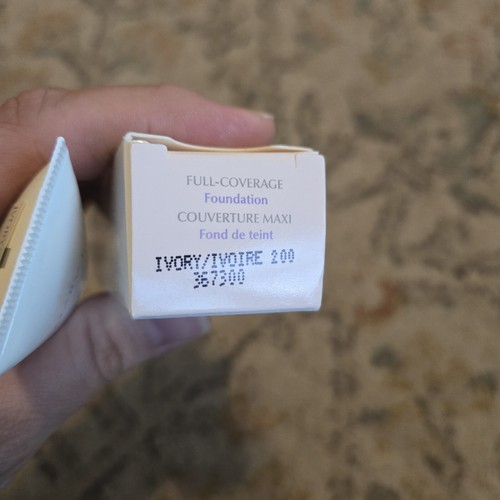 FULL-COVERAGE
Foundation
COUVERTURE MAXI
Fond de teint
IVORY/IVOIRE 200
367300